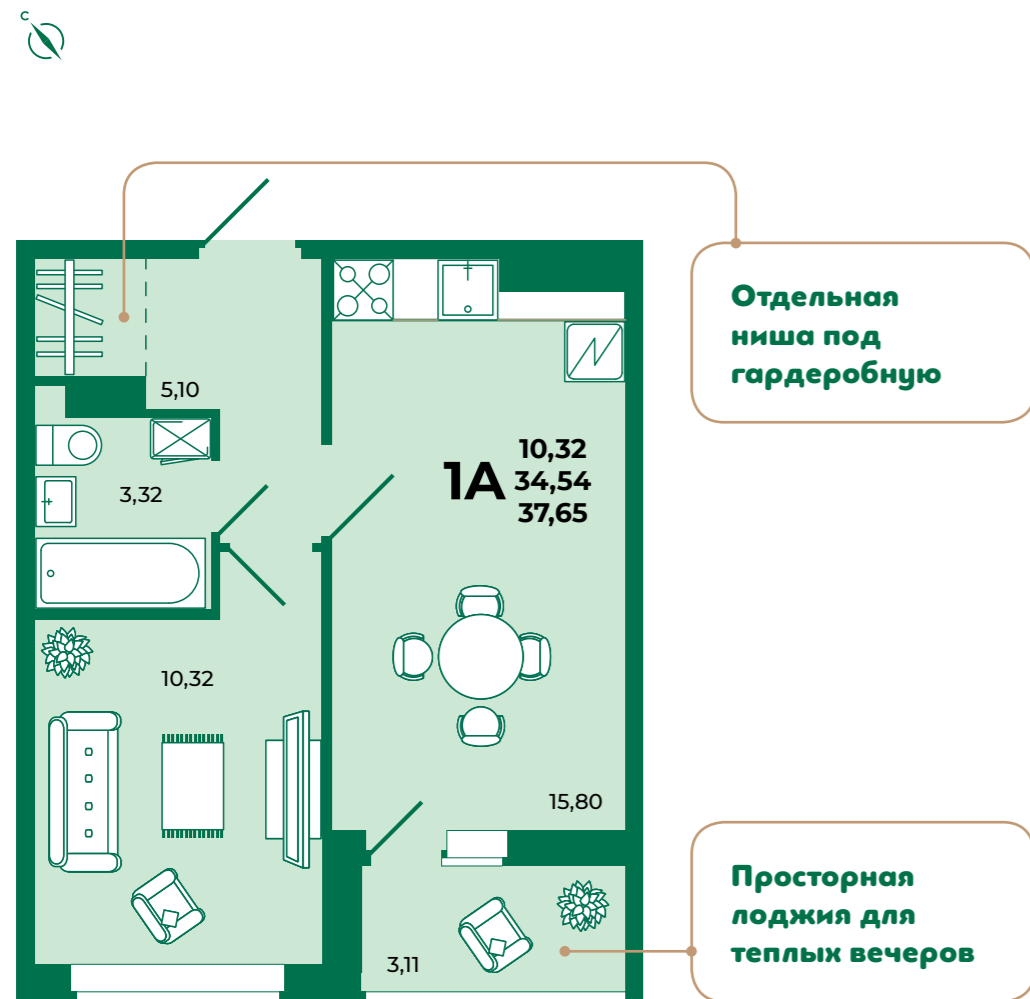 С
Отдельная
ниша под
гардеробную
5,10
3,32
1А
10,32
34,54
37,65
10,32
15,80
3,11
Просторная
лоджия для
теплых вечеров